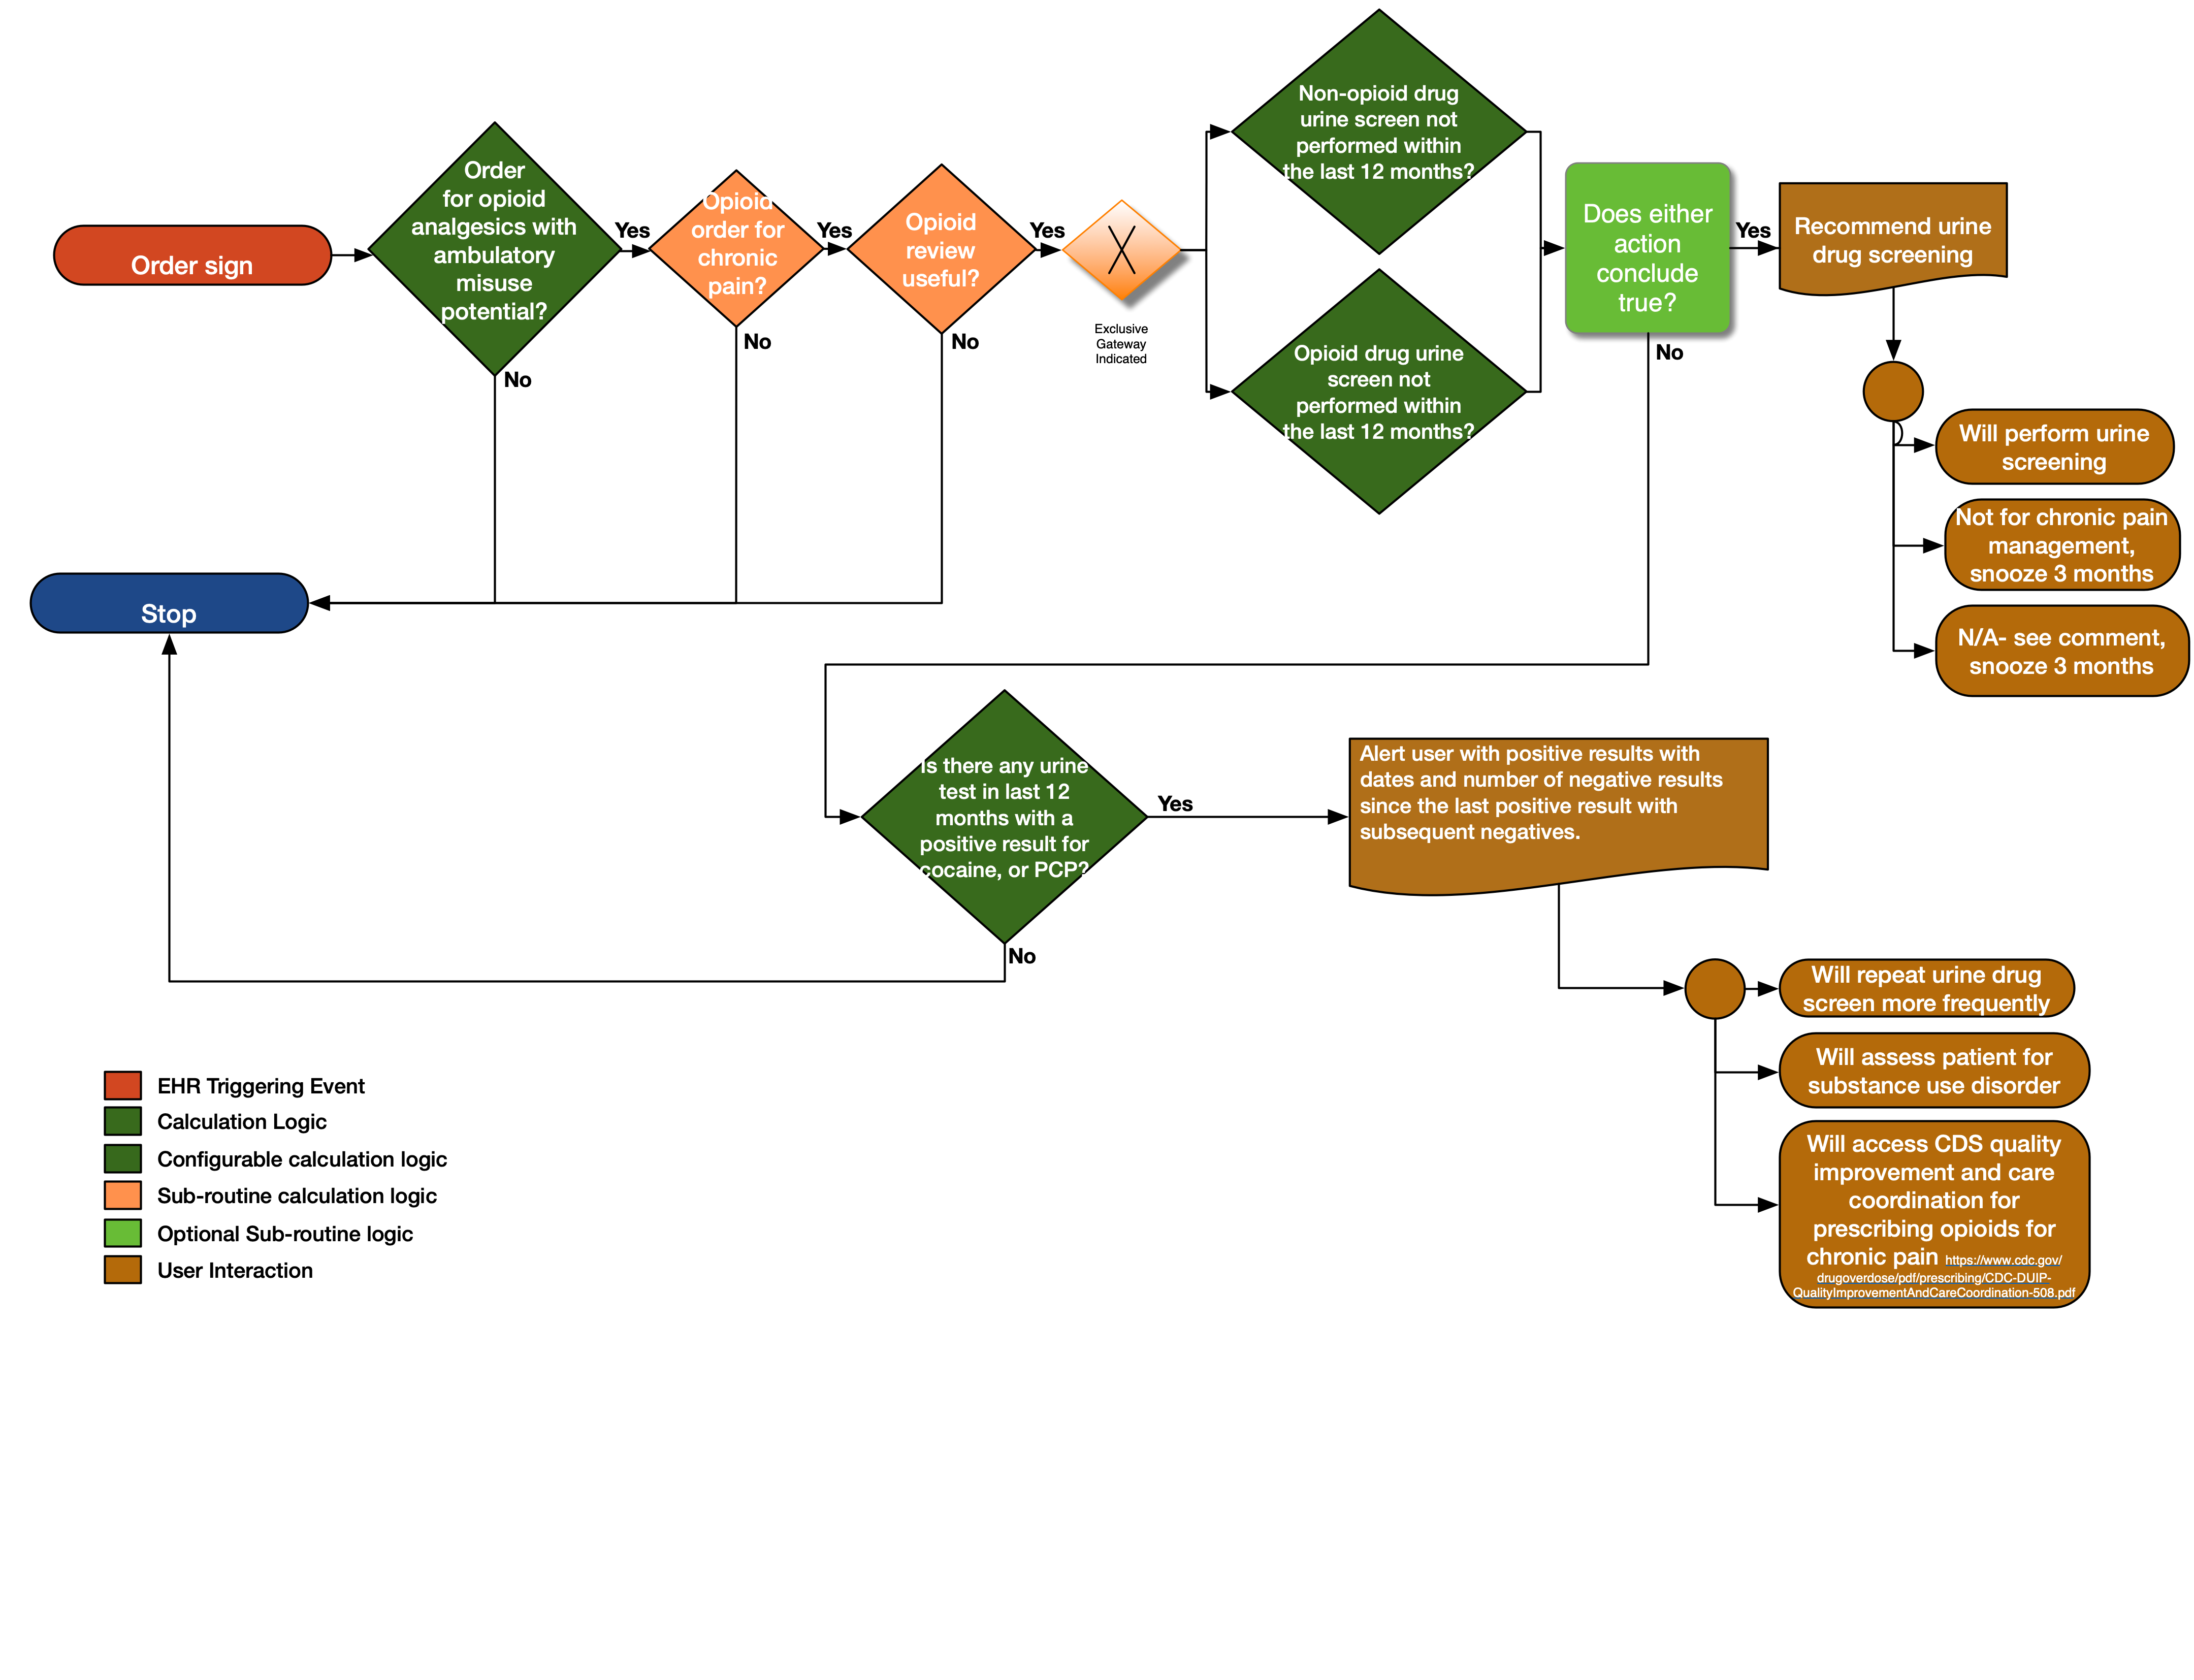 Order sign
Order
for opioid
analgesics with
ambulatory
misuse
potential?
Yes
No
Opioid
order for
chronic
pain?
Yes
No
Opioid
review
useful?
Yes
No
Exclusive
Gateway
Indicated
Non-opioid drug
urine screen not
performed within
the last 12 months?
Opioid drug urine
screen not
performed within
the last 12 months?
Does either
action
conclude
true?
Yes
No
Recommend urine
drug screening
Will perform urine
screening
Not for chronic pain
management,
snooze 3 months
N/A- see comment,
snooze 3 months
Stop
Is there any urine
test in last 12
months with a
positive result for
cocaine, or PCP?
Yes
No
Alert user with positive results with
dates and number of negative results
since the last positive result with
subsequent negatives.
Will repeat urine drug
screen more frequently
Will assess patient for
substance use disorder
Will access CDS quality
improvement and care
coordination for
prescribing opioids for
chronic pain https://www.cdc.gov/
drugoverdose/pdf/prescribing/CDC-DUIP-
QualityImprovementAndCareCoordination-508.pdf
EHR Triggering Event
Calculation Logic
Configurable calculation logic
Sub-routine calculation logic
Optional Sub-routine logic
User Interaction